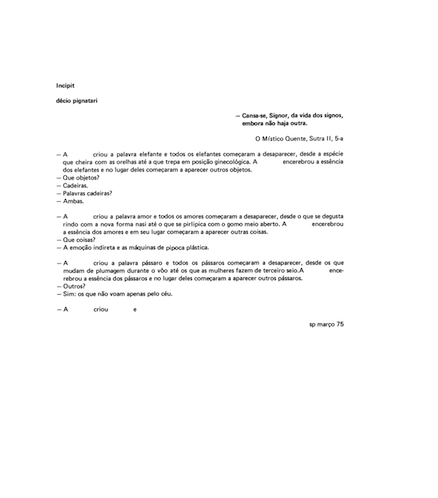 Incipit
décio pignatari
— Cansa-se, Signor, da vida dos signos,
embora não haja outra.
O Místico Quente, Sutra II, 5-a
— A criou a palavra elefante e todos os elefantes começaram a desaparecer, desde a espécie
que cheira com as orelhas até a que trepa em posição ginecológica. A encerebrou a essência
dos elefantes e no lugar deles começaram a aparecer outros objetos.
— Que objetos?
— Cadeiras.
— Palavras cadeiras?
— Ambas.
— A criou a palavra amor e todos os amores começaram a desaparecer, desde o que se degusta
rindo com a nova forma nasi até o que se pirlipica com o gomo meio aberto. A encerebrou
a essência dos amores e em seu lugar começaram a aparecer outras coisas.
— Que coisas?
— A emoção indireta e as máquinas de pipoca plástica.
— A criou a palavra pássaro e todos os pássaros começaram a desaparecer, desde os que
mudam de plumagem durante o vôo até os que as mulheres fazem de terceiro seio.A ence-
rebrou a essência dos pássaros e no lugar deles começaram a aparecer outros pássaros.
— Outros?
— Sim: os que não voam apenas pelo céu.
— A criou e
sp março 75